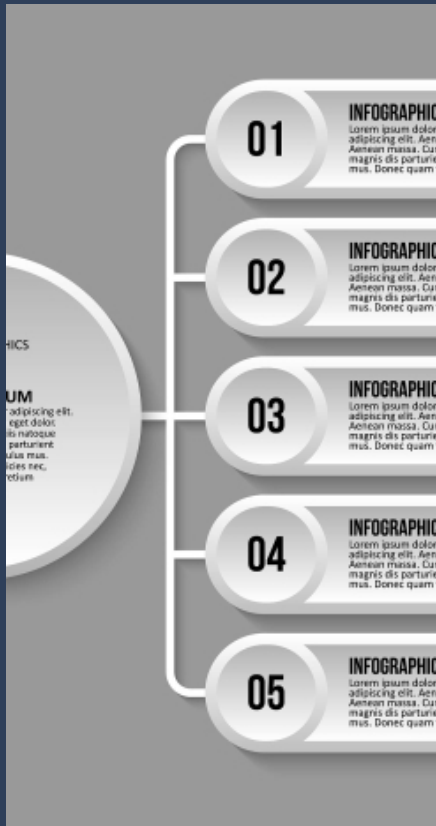 HICS
UM
adipiscing elit.
eget dolor.
is natoque
parturient
ulus mus.
icies nec,
retium
01
INFOGRAPHIC
Lorem ipsum dolor
adipiscing elit. Aen
Aenean massa. Cu
magnis dis parturie
mus. Donec quam
02
INFOGRAPHIC
Lorem ipsum dolor
adipiscing elit. Aen
Aenean massa. Cu
magnis dis parturie
mus. Donec quam
03
INFOGRAPHIC
Lorem ipsum dolor
adipiscing elit. Aen
Aenean massa. Cu
magnis dis parturie
mus. Donec quam
04
INFOGRAPHIC
Lorem ipsum dolor
adipiscing elit. Aen
Aenean massa. Cu
magnis dis parturie
mus. Donec quam
05
INFOGRAPHIC
Lorem ipsum dolor
adipiscing elit. Aen
Aenean massa. Cu
magnis dis parturie
mus. Donec quam